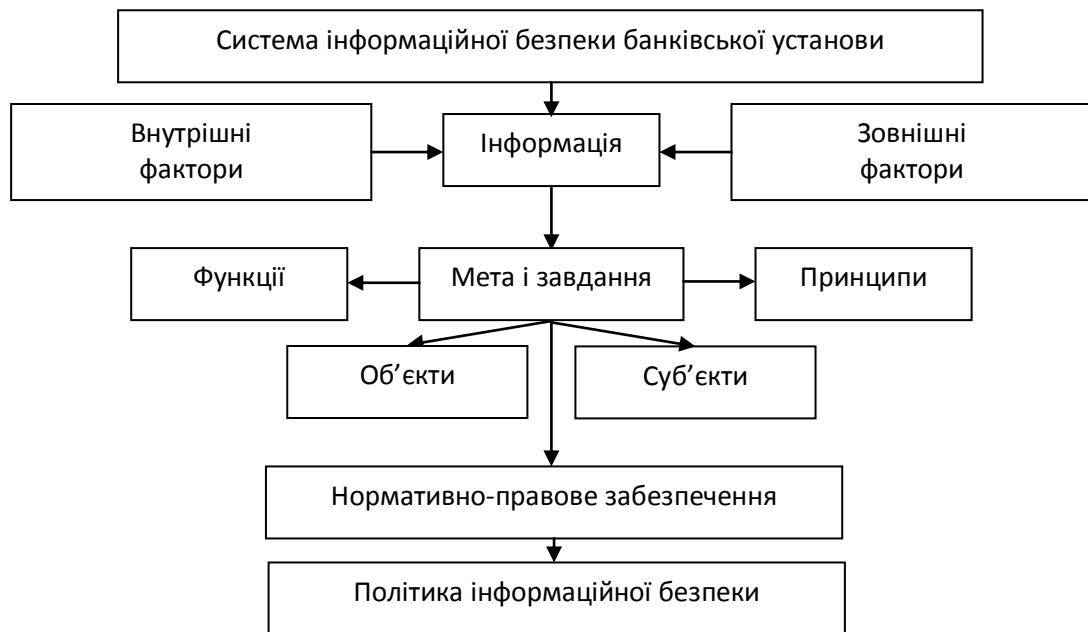 Система інформаційної безпеки банківської установи
Внутрішні
фактори
Інформація
Зовнішні
фактори
Функції
Мета і завдання
Принципи
Об’єкти
Суб’єкти
Нормативно-правове забезпечення
Політика інформаційної безпеки